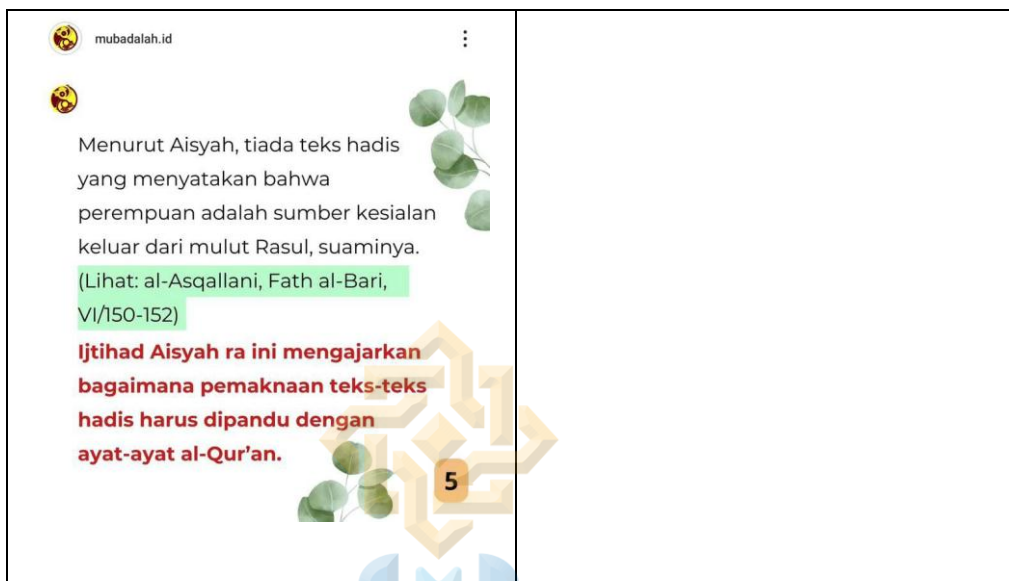 mubadalah.id
Menurut Aisyah, tiada teks hadis
yang menyatakan bahwa
perempuan adalah sumber kesialan
keluar dari mulut Rasul, suaminya.
(Lihat: al-Asqallani, Fath al-Bari,
VI/150-152)
Ijtihad Aisyah ra ini mengajarkan
bagaimana pemaknaan teks-teks
hadis harus dipandu dengan
ayat-ayat al-Qur'an.
5